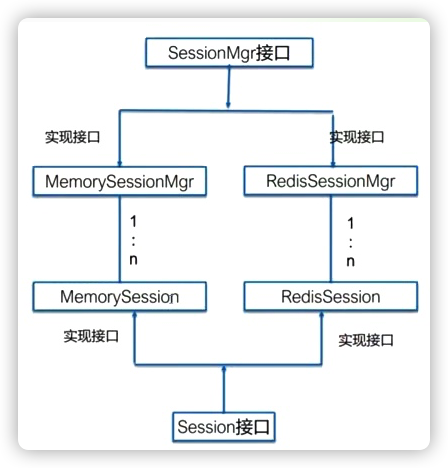 SessionMgr接口
实现接口
实现接口
MemorySessionMgr
RedisSessionMgr
1
:
n
1
:
n
MemorySession
RedisSession
实现接口
实现接口
Session接口